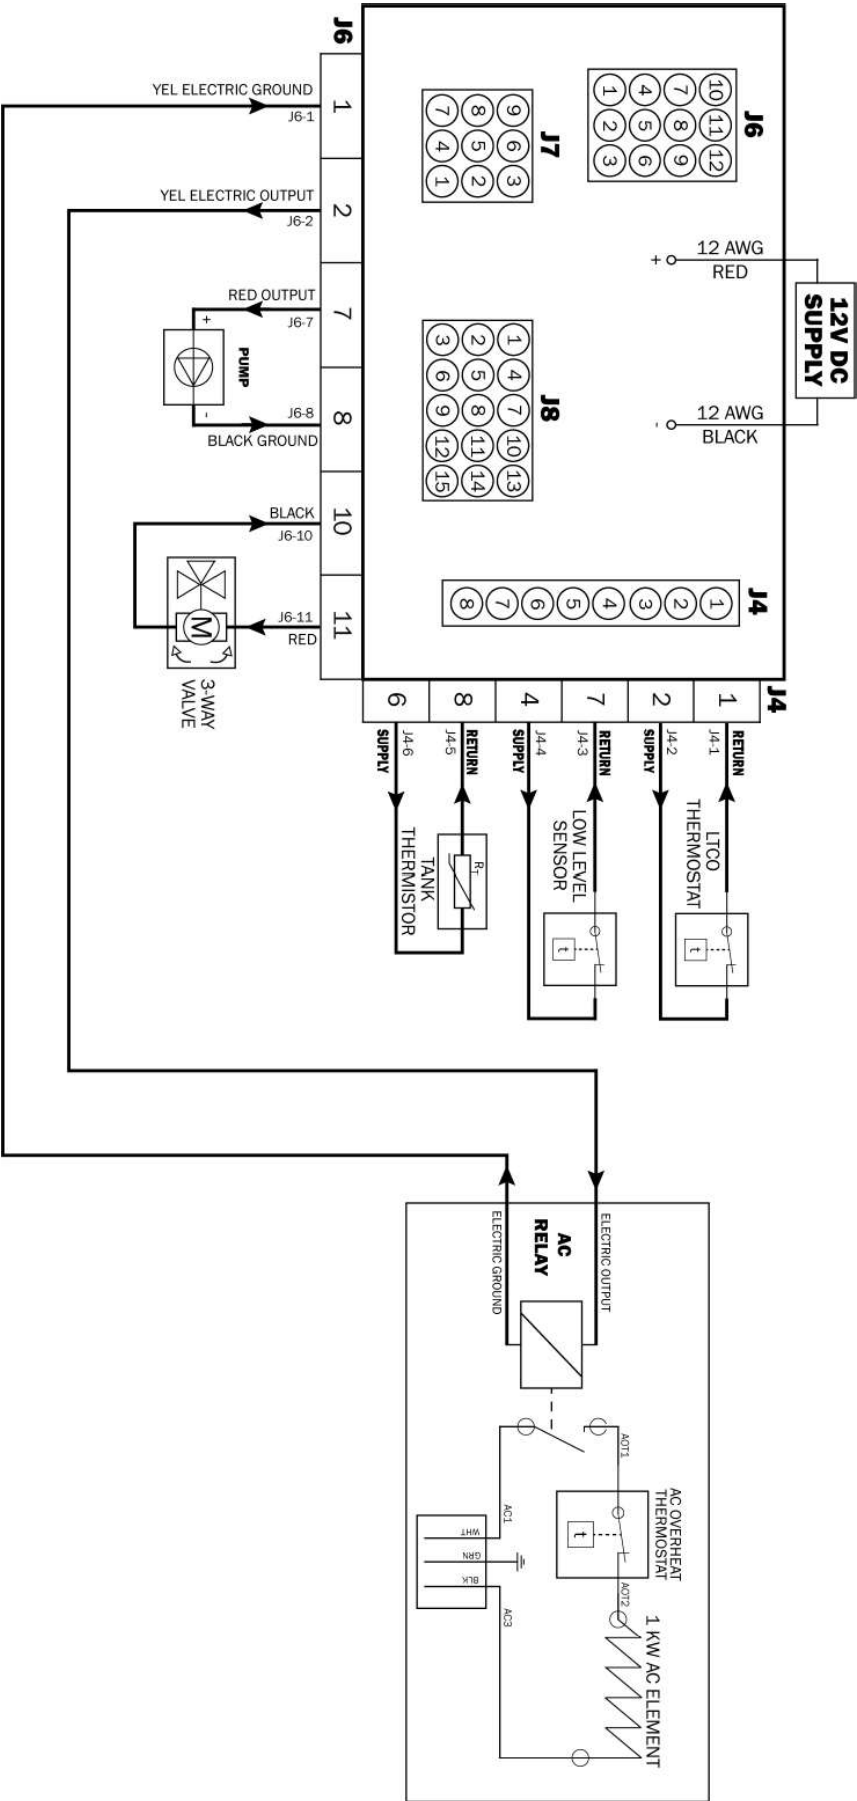 J6
1
2
7
8
10
11
YEL ELECTRIC GROUND
J6-1
YEL ELECTRIC OUTPUT
J6-2
RED OUTPUT
J6-7
+
PUMP
-
J6-8
BLACK GROUND
BLACK
J6-10
J6-11
RED
M
3-WAY
VALVE
J7
9 6 3
8 5 2
7 4 1
J6
10 11 12
7 8 9
4 5 6
1 2 3
12V DC
SUPPLY
12 AWG
RED
+
12 AWG
BLACK
-
J8
1 4 7 10 13
2 5 8 11 14
3 6 9 12 15
J4
1 2 3 4 5 6 7 8
J4
1
2
7
4
8
6
RETURN
J4-1
J4-2
SUPPLY
LTCO
THERMOSTAT
t
RETURN
J4-3
J4-4
SUPPLY
LOW LEVEL
SENSOR
t
RETURN
J4-5
J4-6
SUPPLY
RT
TANK
THERMISTOR
ELECTRIC OUTPUT
AC
RELAY
ELECTRIC GROUND
AOT1
AC OVERHEAT
THERMOSTAT
t
AOT2
1 KW AC ELEMENT
AC1
WHT
GRN
BLK
AC3